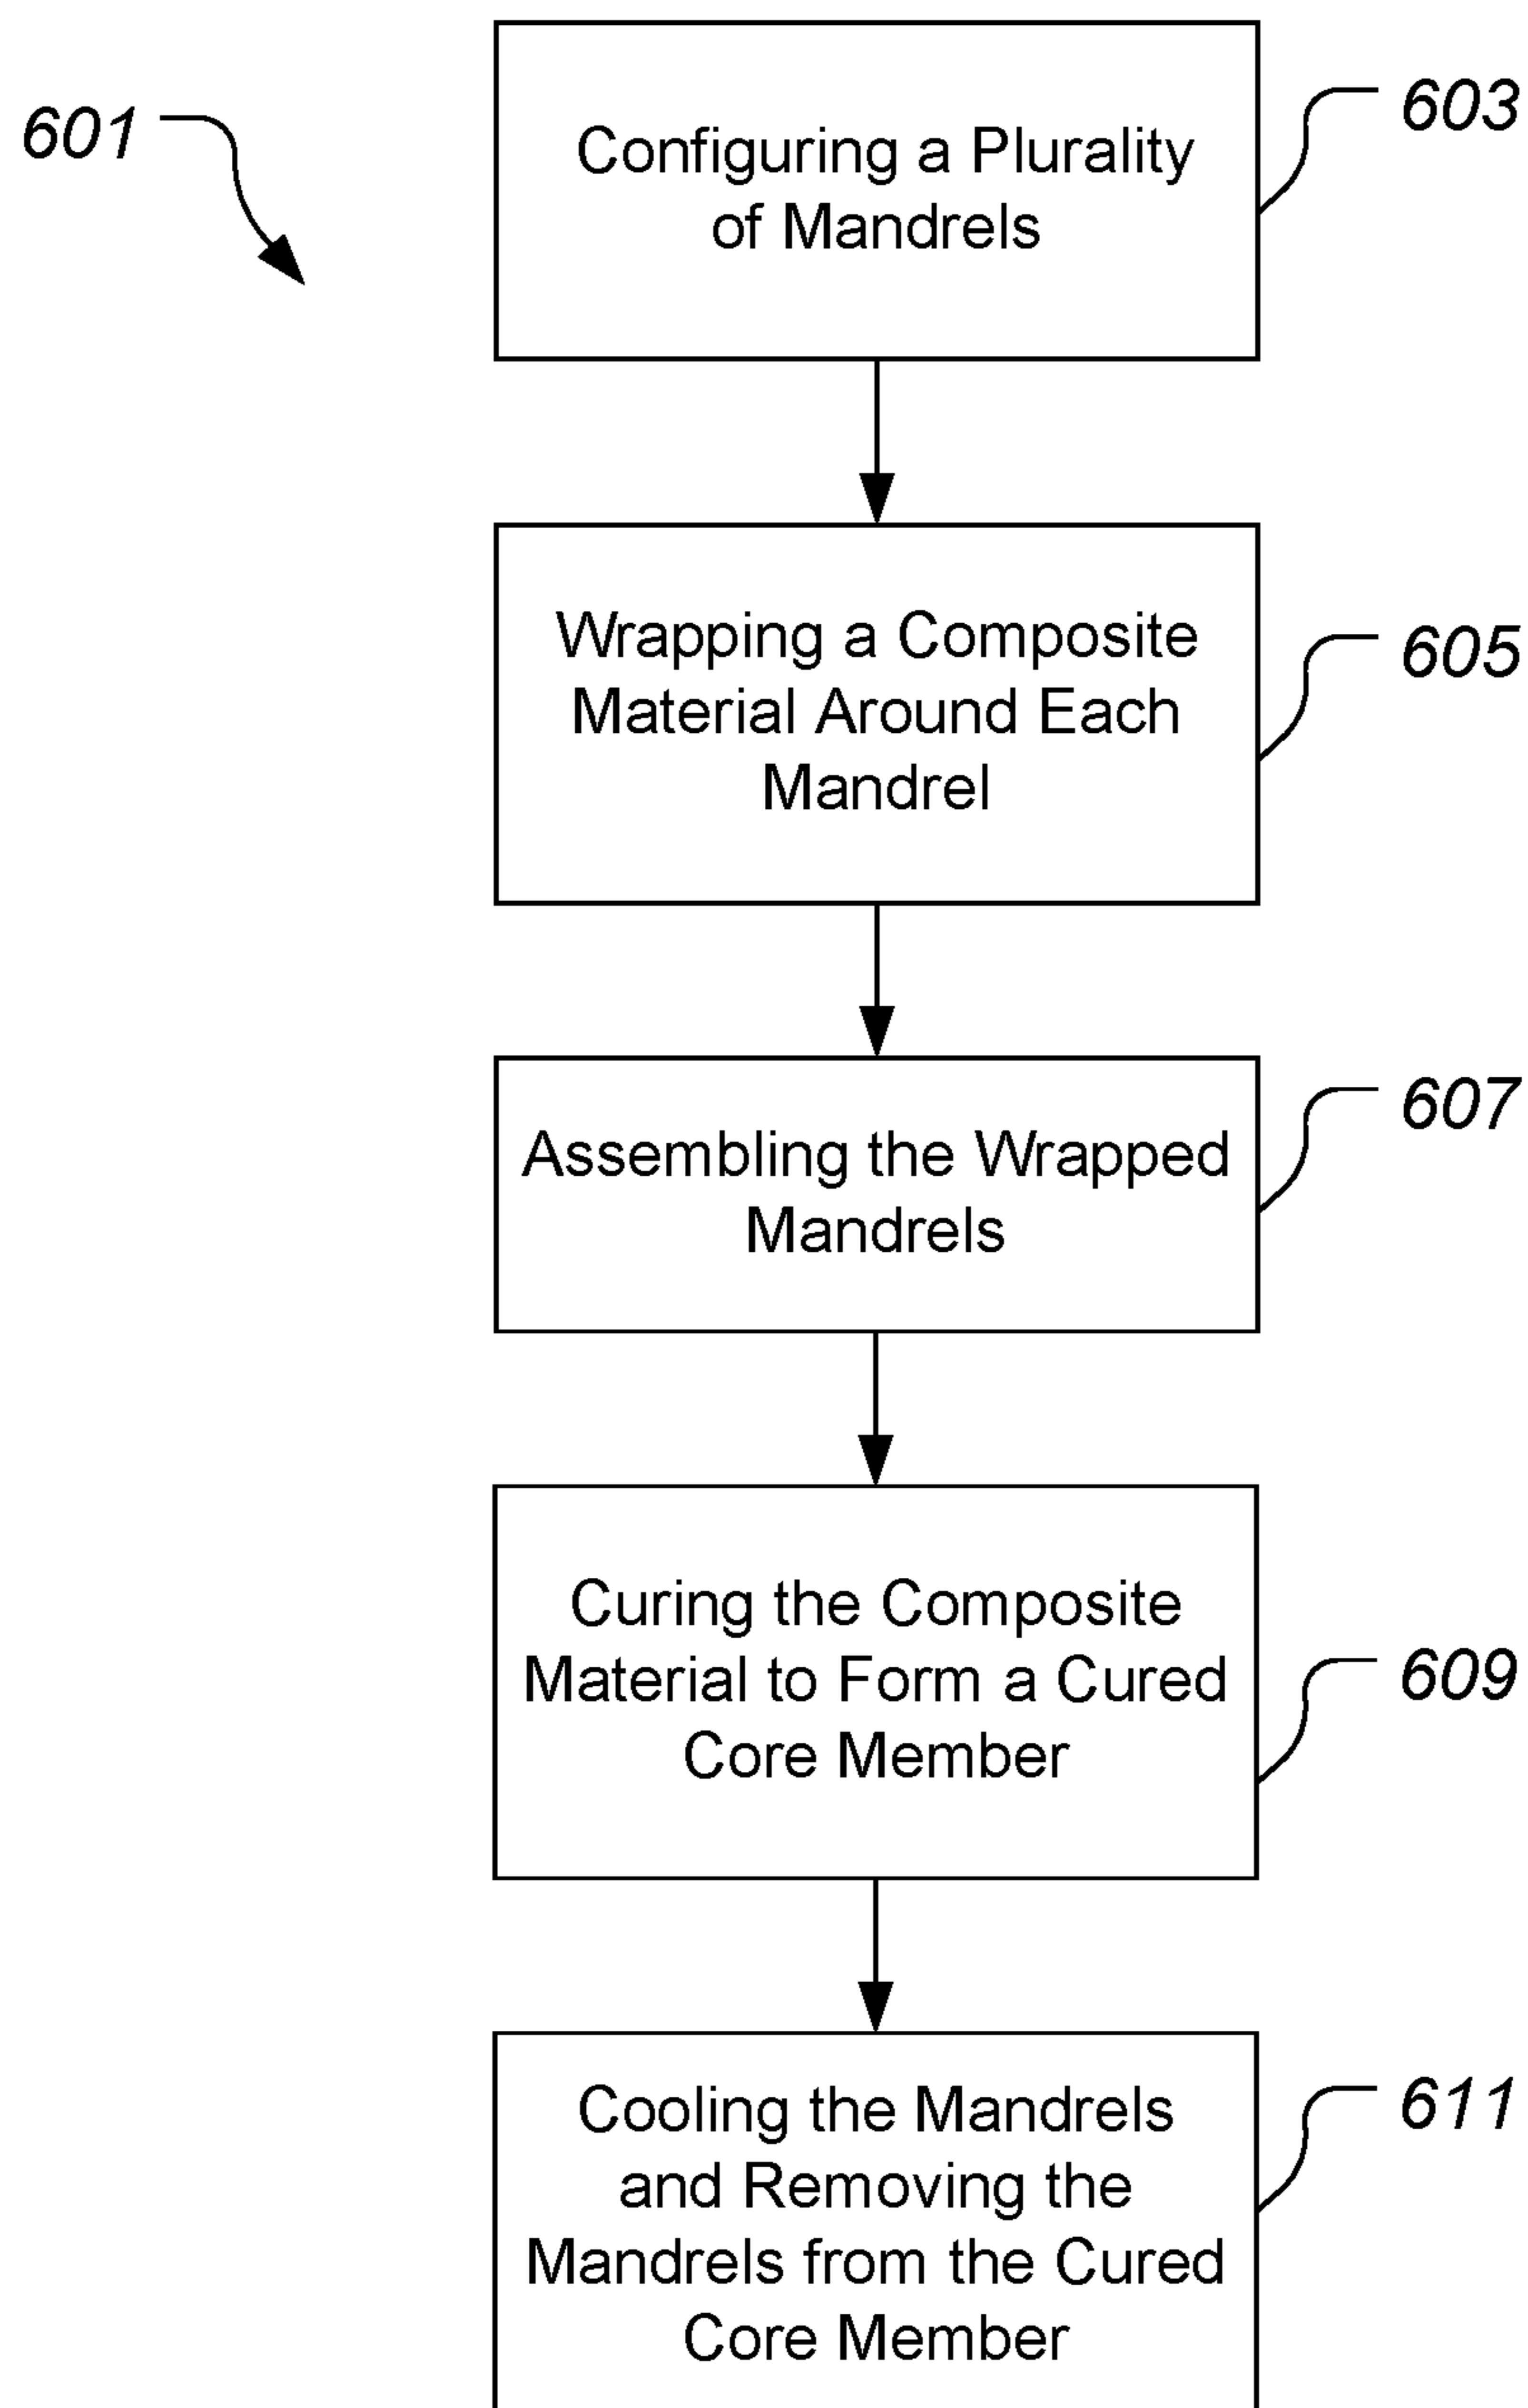 601
603
Configuring a Plurality
of Mandrels
605
Wrapping a Composite
Material Around Each
Mandrel
607
Assembling the Wrapped
Mandrels
609
Curing the Composite
Material to Form a Cured
Core Member
611
Cooling the Mandrels
and Removing the
Mandrels from the Cured
Core Member